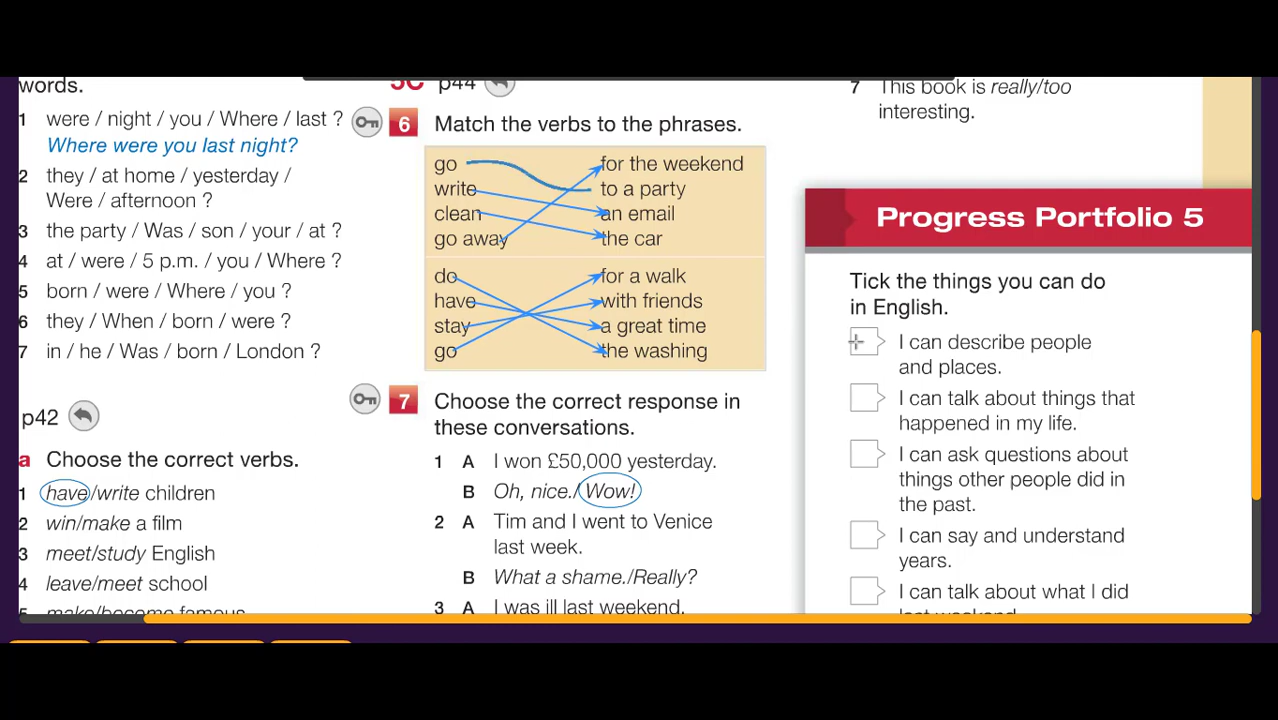 words.
1 were / night / you / Where / last ?
Where were you last night?
2 they / at home / yesterday /
Were / afternoon ?
3 the party / Was / son / your / at ?
4 at / were / 5 p.m. / you / Where ?
5 born / were / Where / you ?
6 they / When / born / were ?
7 in / he / Was / born / London ?
p42
a Choose the correct verbs.
1 have/write children
2 win/make a film
3 meet/study English
4 leave/meet school
5 make/become famous
5C p44
6 Match the verbs to the phrases.
go for the weekend
write to a party
clean an email
go away the car
do for a walk
have with friends
stay a great time
go the washing
7 Choose the correct response in
these conversations.
1 A I won £50,000 yesterday.
B Oh, nice./Wow!
2 A Tim and I went to Venice
last week.
B What a shame./Really?
3 A I was ill last weekend.
7 This book is really/too
interesting.
Progress Portfolio 5
Tick the things you can do
in English.
I can describe people
and places.
I can talk about things that
happened in my life.
I can ask questions about
things other people did in
the past.
I can say and understand
years.
I can talk about what I did
last weekend.